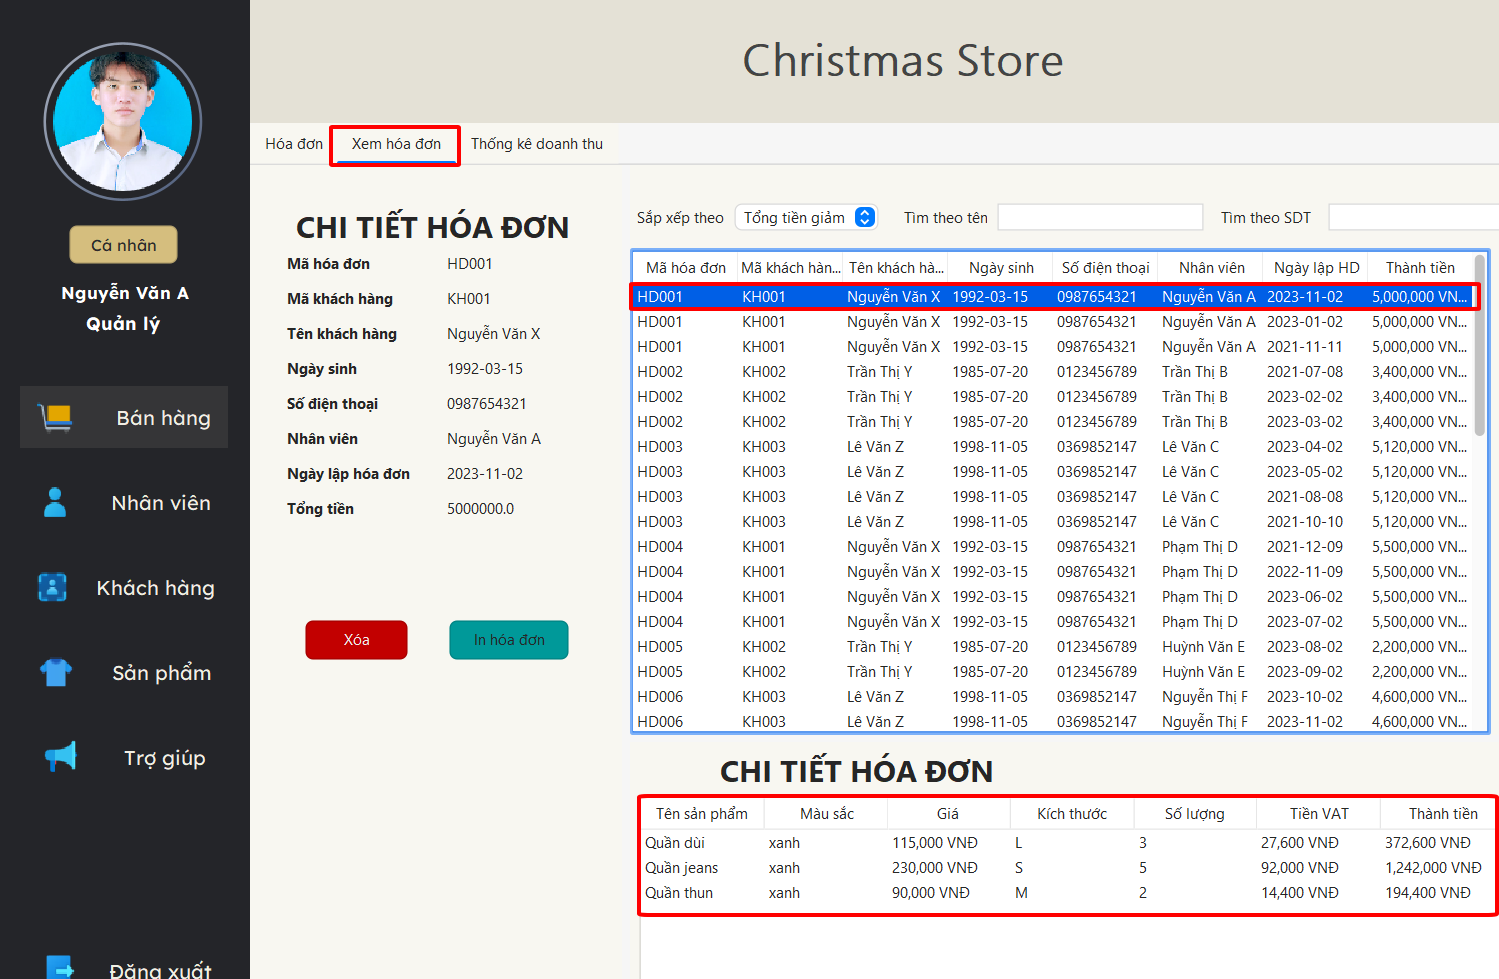 Christmas Store
Cá nhân
Nguyễn Văn A
Quản lý
Bán hàng
Nhân viên
Khách hàng
Sản phẩm
Trợ giúp
Đăng xuất
Hóa đơn Xem hóa đơn Thống kê doanh thu
CHI TIẾT HÓA ĐƠN
Mã hóa đơn HD001
Mã khách hàng KH001
Tên khách hàng Nguyễn Văn X
Ngày sinh 1992-03-15
Số điện thoại 0987654321
Nhân viên Nguyễn Văn A
Ngày lập hóa đơn 2023-11-02
Tổng tiền 5000000.0
Xóa In hóa đơn
Sắp xếp theo Tổng tiền giảm Tìm theo tên Tìm theo SDT
Mã hóa đơn Mã khách hàn... Tên khách hà... Ngày sinh Số điện thoại Nhân viên Ngày lập HD Thành tiền
HD001 KH001 Nguyễn Văn X 1992-03-15 0987654321 Nguyễn Văn A 2023-11-02 5,000,000 VN...
HD001 KH001 Nguyễn Văn X 1992-03-15 0987654321 Nguyễn Văn A 2023-01-02 5,000,000 VN...
HD001 KH001 Nguyễn Văn X 1992-03-15 0987654321 Nguyễn Văn A 2021-11-11 5,000,000 VN...
HD002 KH002 Trần Thị Y 1985-07-20 0123456789 Trần Thị B 2021-07-08 3,400,000 VN...
HD002 KH002 Trần Thị Y 1985-07-20 0123456789 Trần Thị B 2023-02-02 3,400,000 VN...
HD002 KH002 Trần Thị Y 1985-07-20 0123456789 Trần Thị B 2023-03-02 3,400,000 VN...
HD003 KH003 Lê Văn Z 1998-11-05 0369852147 Lê Văn C 2023-04-02 5,120,000 VN...
HD003 KH003 Lê Văn Z 1998-11-05 0369852147 Lê Văn C 2023-05-02 5,120,000 VN...
HD003 KH003 Lê Văn Z 1998-11-05 0369852147 Lê Văn C 2021-08-08 5,120,000 VN...
HD003 KH003 Lê Văn Z 1998-11-05 0369852147 Lê Văn C 2021-10-10 5,120,000 VN...
HD004 KH001 Nguyễn Văn X 1992-03-15 0987654321 Phạm Thị D 2021-12-09 5,500,000 VN...
HD004 KH001 Nguyễn Văn X 1992-03-15 0987654321 Phạm Thị D 2022-11-09 5,500,000 VN...
HD004 KH001 Nguyễn Văn X 1992-03-15 0987654321 Phạm Thị D 2023-06-02 5,500,000 VN...
HD004 KH001 Nguyễn Văn X 1992-03-15 0987654321 Phạm Thị D 2023-07-02 5,500,000 VN...
HD005 KH002 Trần Thị Y 1985-07-20 0123456789 Huỳnh Văn E 2023-08-02 2,200,000 VN...
HD005 KH002 Trần Thị Y 1985-07-20 0123456789 Huỳnh Văn E 2023-09-02 2,200,000 VN...
HD006 KH003 Lê Văn Z 1998-11-05 0369852147 Nguyễn Thị F 2023-10-02 4,600,000 VN...
HD006 KH003 Lê Văn Z 1998-11-05 0369852147 Nguyễn Thị F 2023-11-02 4,600,000 VN...
CHI TIẾT HÓA ĐƠN
Tên sản phẩm Màu sắc Giá Kích thước Số lượng Tiền VAT Thành tiền
Quần dùi xanh 115,000 VNĐ L 3 27,600 VNĐ 372,600 VNĐ
Quần jeans xanh 230,000 VNĐ S 5 92,000 VNĐ 1,242,000 VNĐ
Quần thun xanh 90,000 VNĐ M 2 14,400 VNĐ 194,400 VNĐ